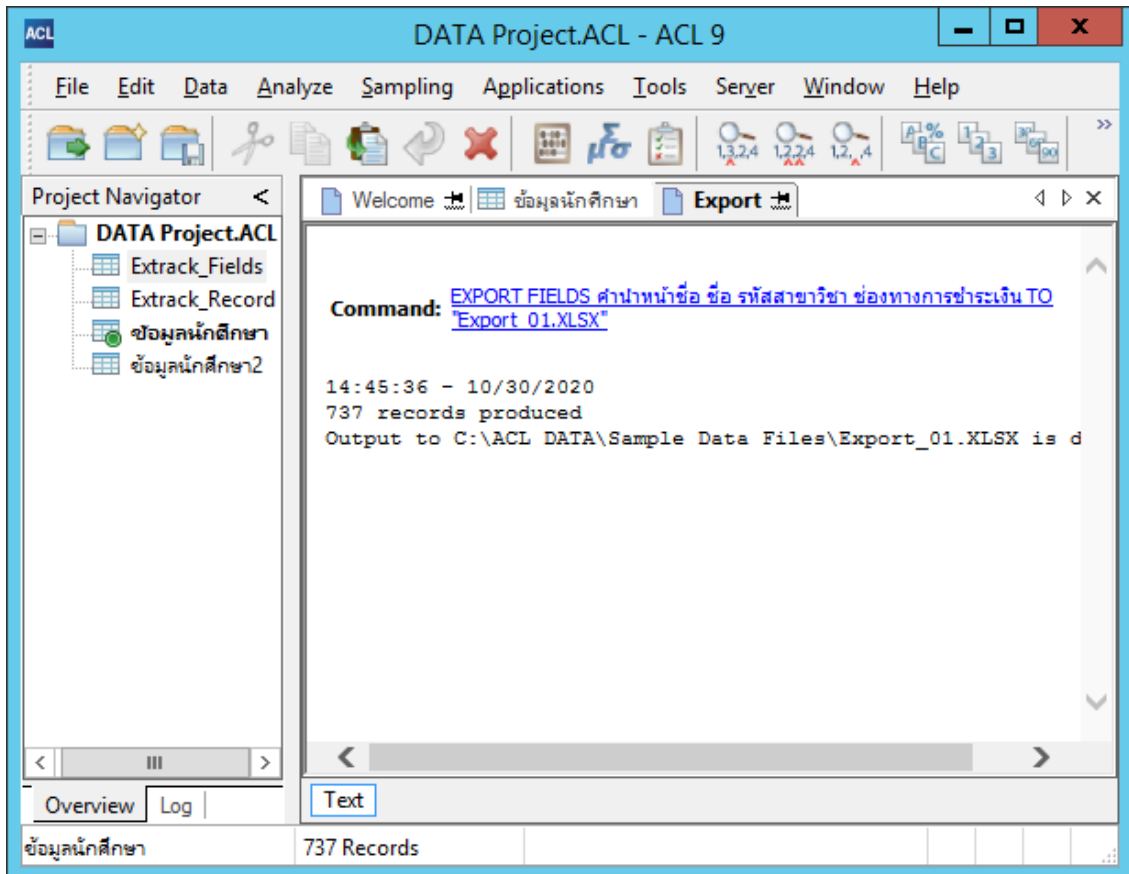 ACL
DATA Project.ACL - ACL 9
File Edit Data Analyze Sampling Applications Tools Server Window Help
Project Navigator
Welcome ข้อมูลนักศึกษา Export
DATA Project.ACL
Extrack_Fields
Extrack_Record
ข้อมูลนักศึกษา
ข้อมูลนักศึกษา2
Command: EXPORT FIELDS คำนำหน้าชื่อ ชื่อ รหัสสาขาวิชา ช่องทางการชำระเงิน TO
"Export_01.XLSX"
14:45:36 - 10/30/2020
737 records produced
Output to C:\ACL DATA\Sample Data Files\Export_01.XLSX is d
Overview Log
Text
ข้อมูลนักศึกษา 737 Records